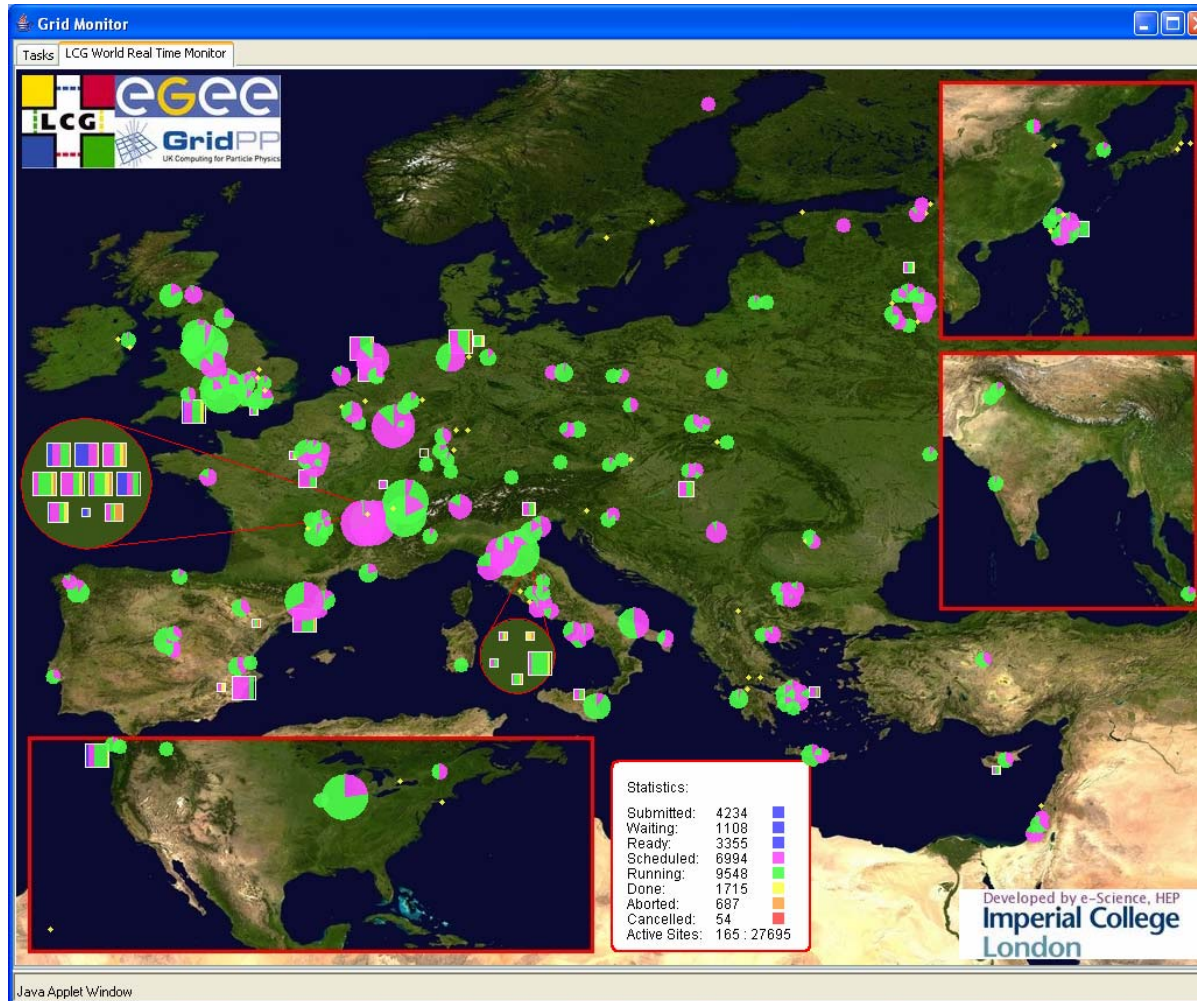 Grid Monitor
Tasks
LCG World Real Time Monitor
LCG
eGee
GridPP
UK Computing for Particle Physics
Statistics:
Submitted: 4234
Waiting: 1108
Ready: 3355
Scheduled: 6994
Running: 9548
Done: 1715
Aborted: 687
Cancelled: 54
Active Sites: 165 : 27695
Developed by e-Science, HEP
Imperial College
London
Java Applet Window